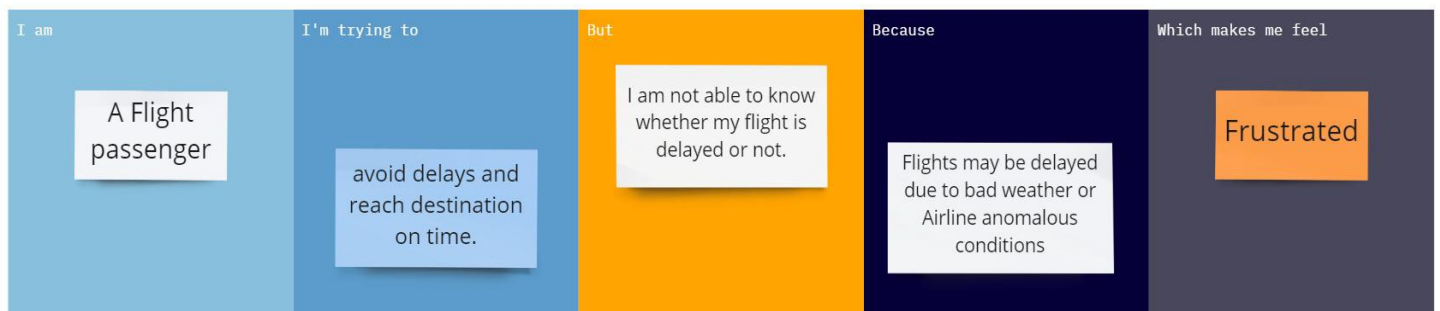 I am
A Flight
passenger
I'm trying to
avoid delays and
reach destination
on time.
But
I am not able to know
whether my flight is
delayed or not.
Because
Flights may be delayed
due to bad weather or
Airline anomalous
conditions
Which makes me feel
Frustrated